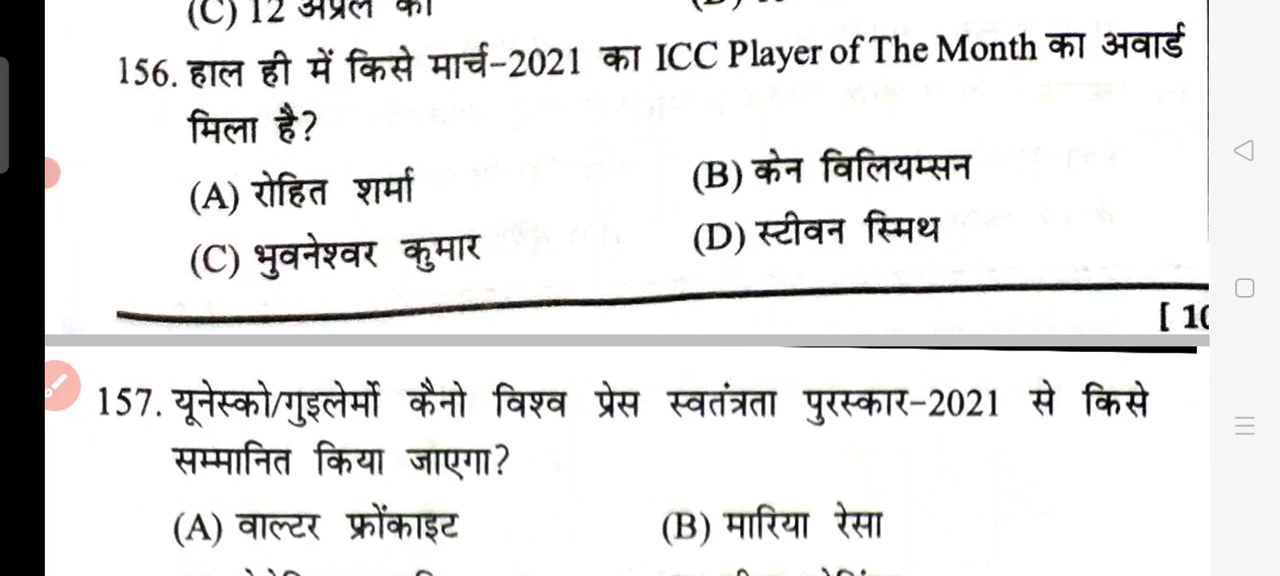 (C) 12 अप्रैल को
156. हाल ही में किसे मार्च-2021 का ICC Player of The Month का अवार्ड
मिला है?
(A) रोहित शर्मा (B) केन विलियम्सन
(C) भुवनेश्वर कुमार (D) स्टीवन स्मिथ
[ 10
157. यूनेस्को/गुइलेर्मो कैनो विश्व प्रेस स्वतंत्रता पुरस्कार-2021 से किसे
सम्मानित किया जाएगा?
(A) वाल्टर फ्रोंकाइट (B) मारिया रेसा